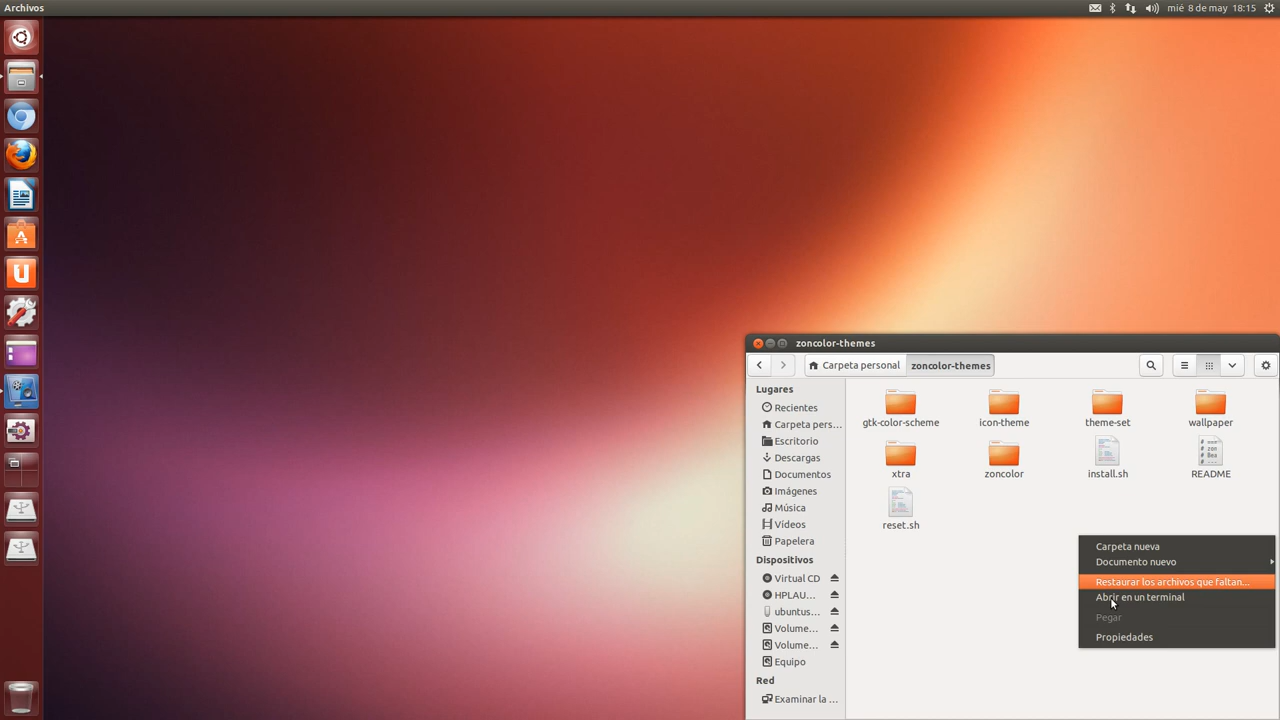 Archivos
mié 8 de may 18:15
zoncolor-themes
Carpeta personal
zoncolor-themes
Lugares
Recientes
Carpeta pers...
Escritorio
Descargas
Documentos
Imágenes
Música
Vídeos
Papelera
Dispositivos
Virtual CD
HPLAU...
ubuntus...
Volume...
Volume...
Equipo
Red
Examinar la ...
gtk-color-scheme
icon-theme
theme-set
wallpaper
xtra
zoncolor
install.sh
README
reset.sh
Carpeta nueva
Documento nuevo
Restaurar los archivos que faltan...
Abrir en un terminal
Pegar
Propiedades